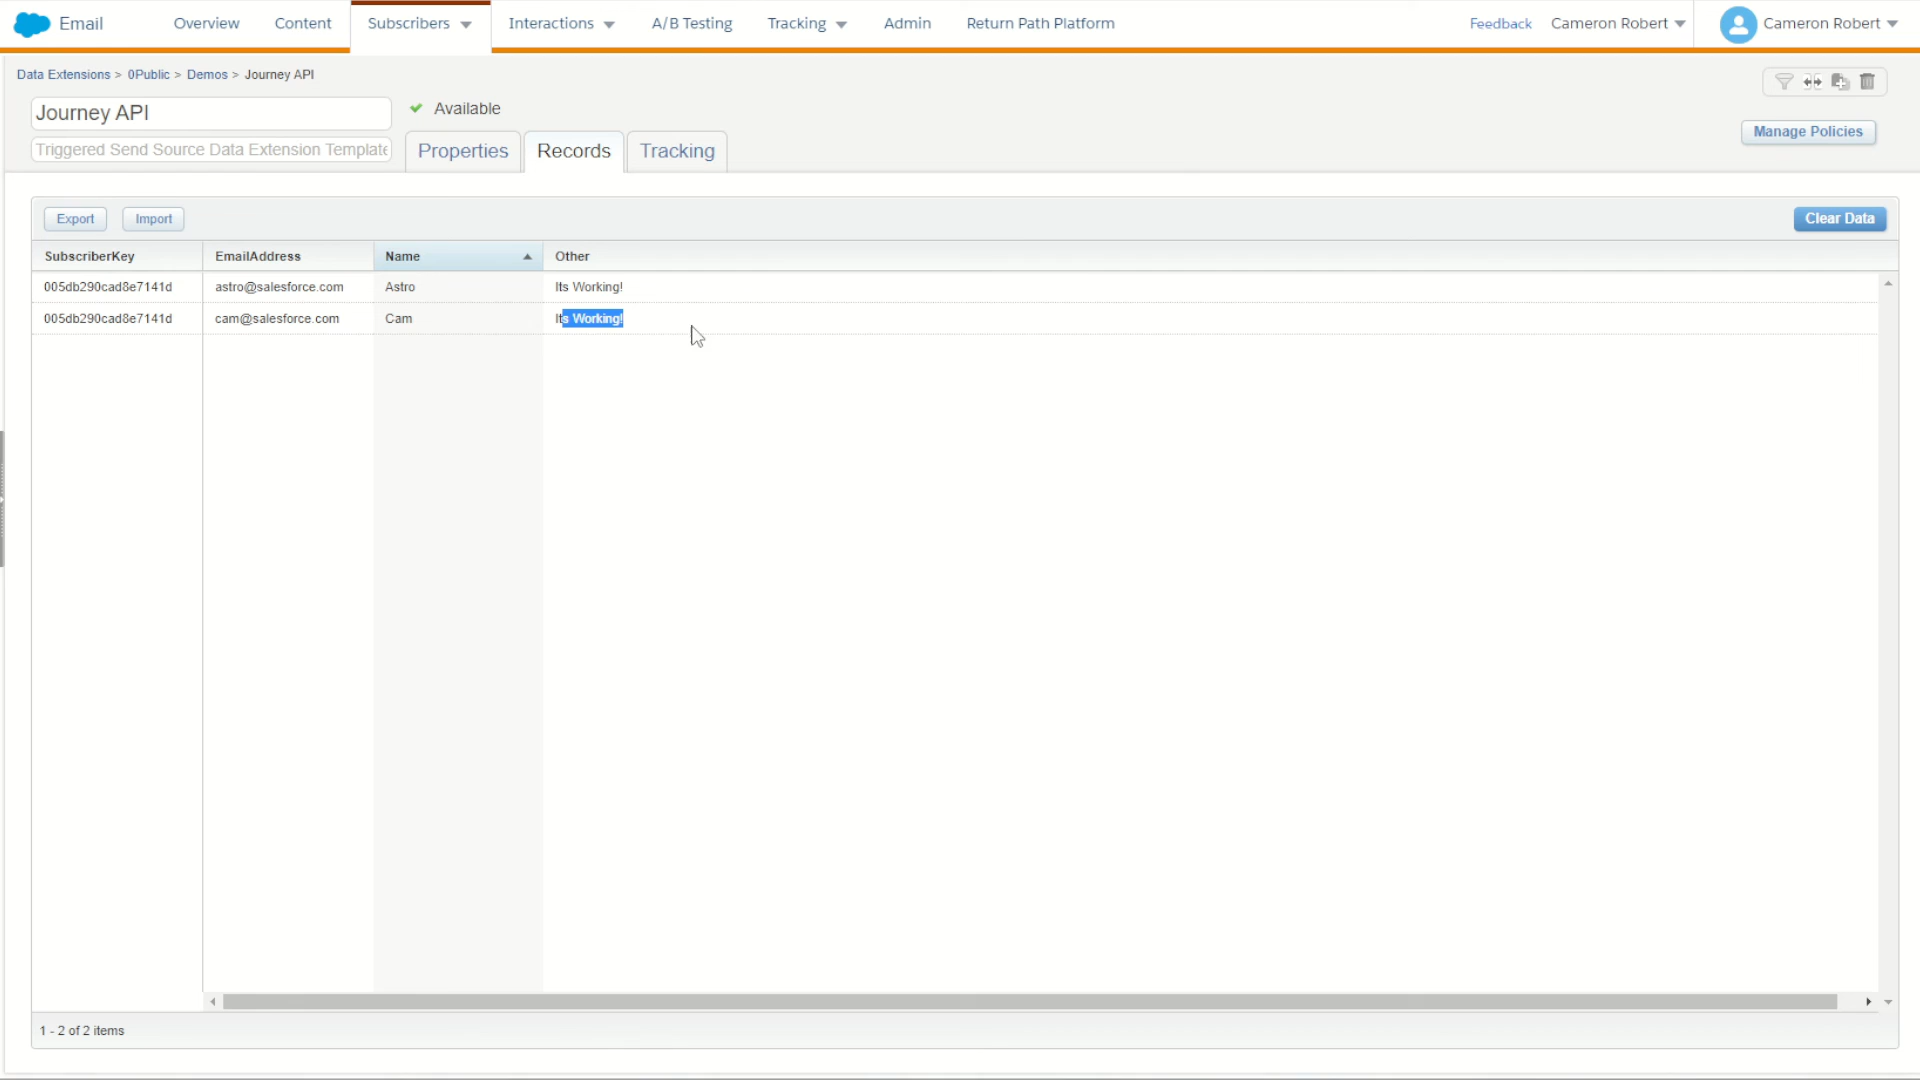 Email Overview Content Subscribers Interactions A/B Testing Tracking Admin Return Path Platform Feedback Cameron Robert Cameron Robert
Data Extensions > 0Public > Demos > Journey API
Journey API
Available
Triggered Send Source Data Extension Template
Properties Records Tracking
Manage Policies
Export Import Clear Data
SubscriberKey EmailAddress Name Other
005db290cad8e7141d astro@salesforce.com Astro Its Working!
005db290cad8e7141d cam@salesforce.com Cam Its Working!
1 - 2 of 2 items